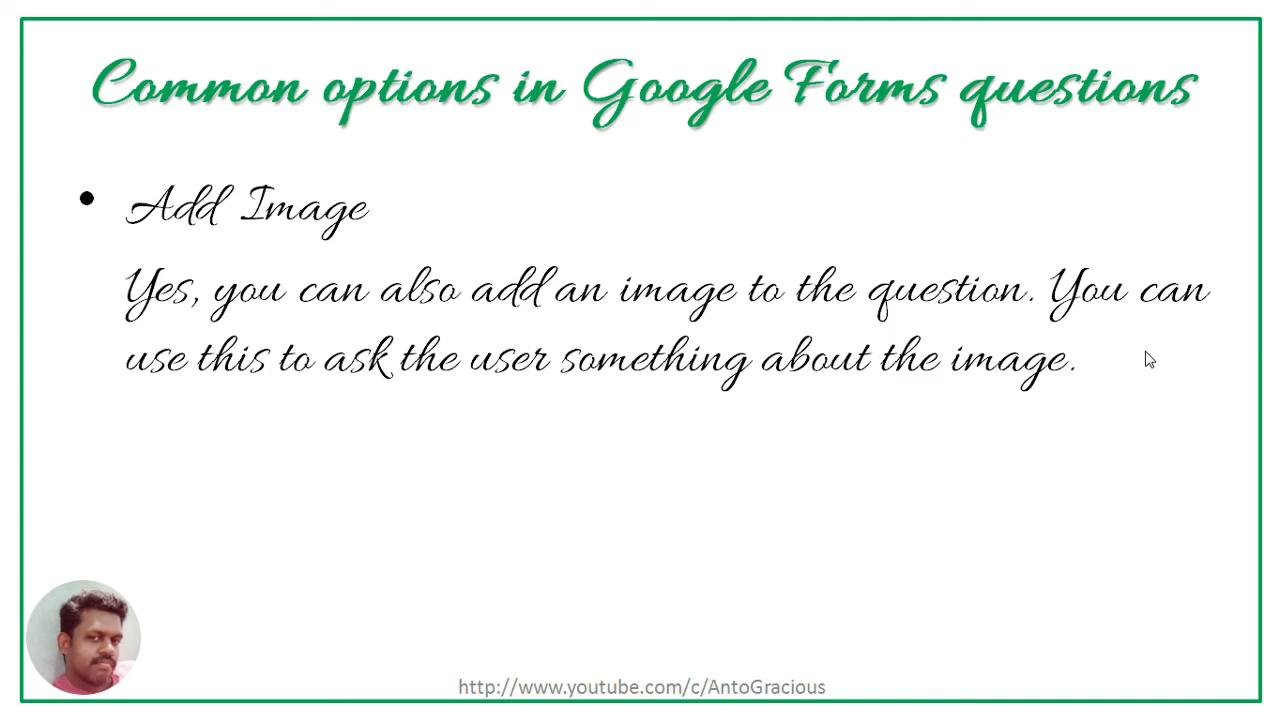 Common options in Google Forms questions
• Add Image
Yes, you can also add an image to the question. You can
use this to ask the user something about the image.
http://www.youtube.com/c/AntoGracious